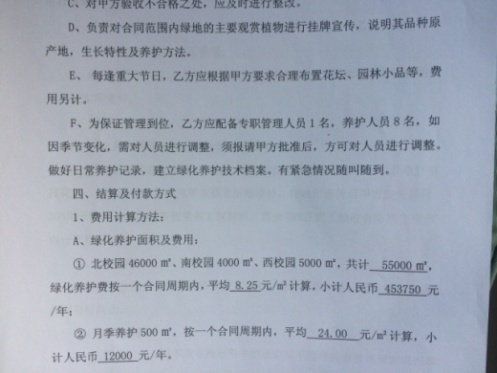 C、对甲方验收不合格之处，应及时进行整改。
D、负责对合同范围内绿地的主要观赏植物进行挂牌宣传，说明其品种原
产地，生长特性及养护方法。
E、 每逢重大节日，乙方应根据甲方要求合理布置花坛、园林小品等，费
用另计。
F、为保证管理到位，乙方应配备专职管理人员 1 名，养护人员 8 名，如
因季节变化，需对人员进行调整，须报请甲方批准后，方可对人员进行调整。
做好日常养护记录，建立绿化养护技术档案。有紧急情况随叫随到。
四、结算及付款方式
1、费用计算方法：
A、绿化养护面积及费用：
① 北校园 46000 ㎡、南校园 4000 ㎡、西校园 5000 ㎡，共计 55000 ㎡，
绿化养护费按一个合同周期内，平均 8.25 元/㎡计算，小计人民币 453750 元
/年；
② 月季养护 500 ㎡，按一个合同周期内，平均 24.00 元/㎡计算，小
计人民币 12000 元/年。